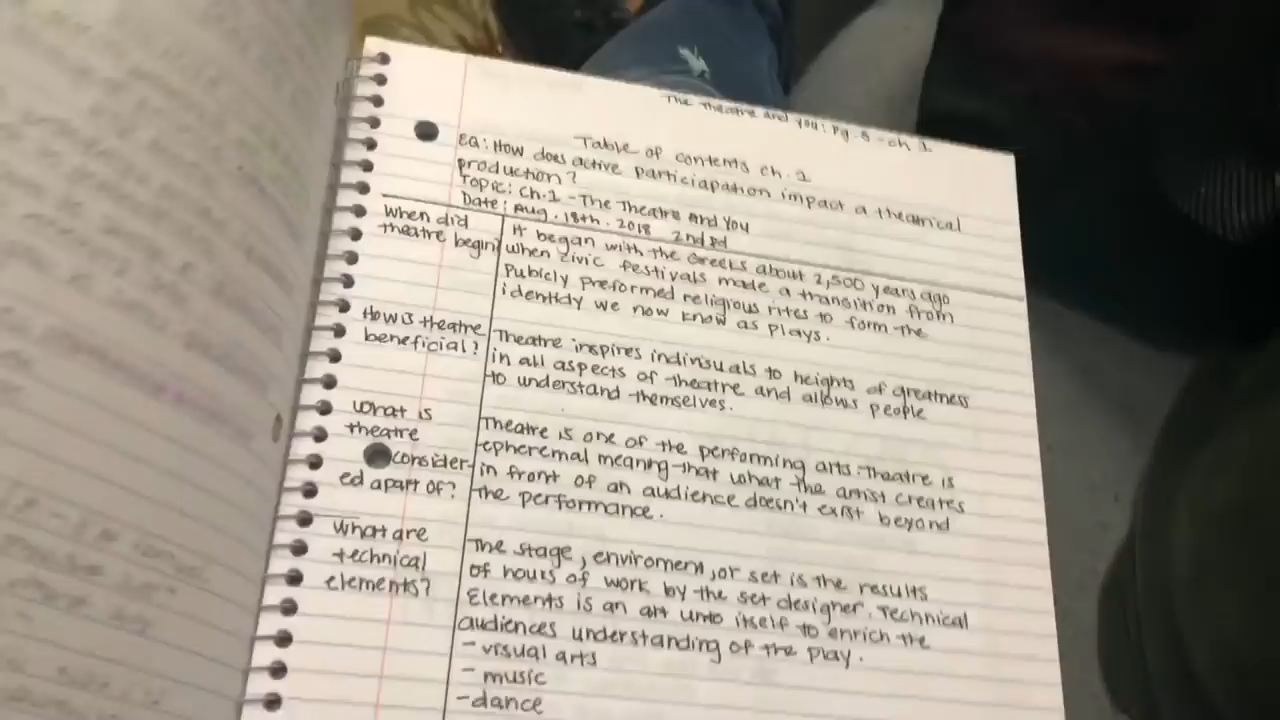 The Theatre and you: pg. 5 - ch 1
Table of contents ch. 1
EQ: How does active particiapation impact a theatrical
production?
Topic: Ch.1 - The Theatre And You
Date: Aug. 18th. 2018 2nd pd
When did
theatre begin?
It began with the Greeks about 2,500 years ago
when zivic festivals made a transition from
Publicly preformed religious rites to form the
identidy we now know as plays.
How is theatre
beneficial?
Theatre inspires indivisuals to heights of greatness
in all aspects of theatre and allows people
to understand themselves.
What is
theatre
consider-
ed apart of?
Theatre is one of the performing arts. Theatre is
epheremal meaning that what the artist creates
in front of an audience doesn't exist beyond
the performance.
What are
technical
elements?
The stage, enviroment, or set is the results
of hours of work by the set designer. Technical
Elements is an art unto itself to enrich the
audiences understanding of the play.
- visual arts
- music
- dance